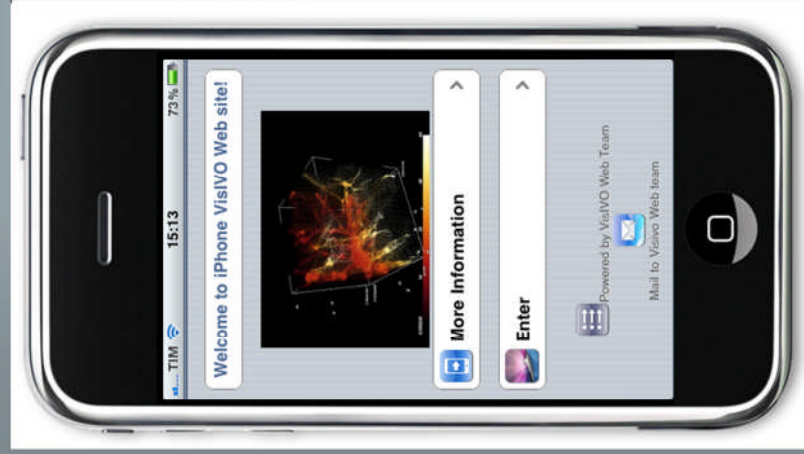 TIM 15:13 73%
Welcome to iPhone VisIVO Web site!
More Information
Enter
Powered by VisIVO Web Team
Mail to Visivo Web team